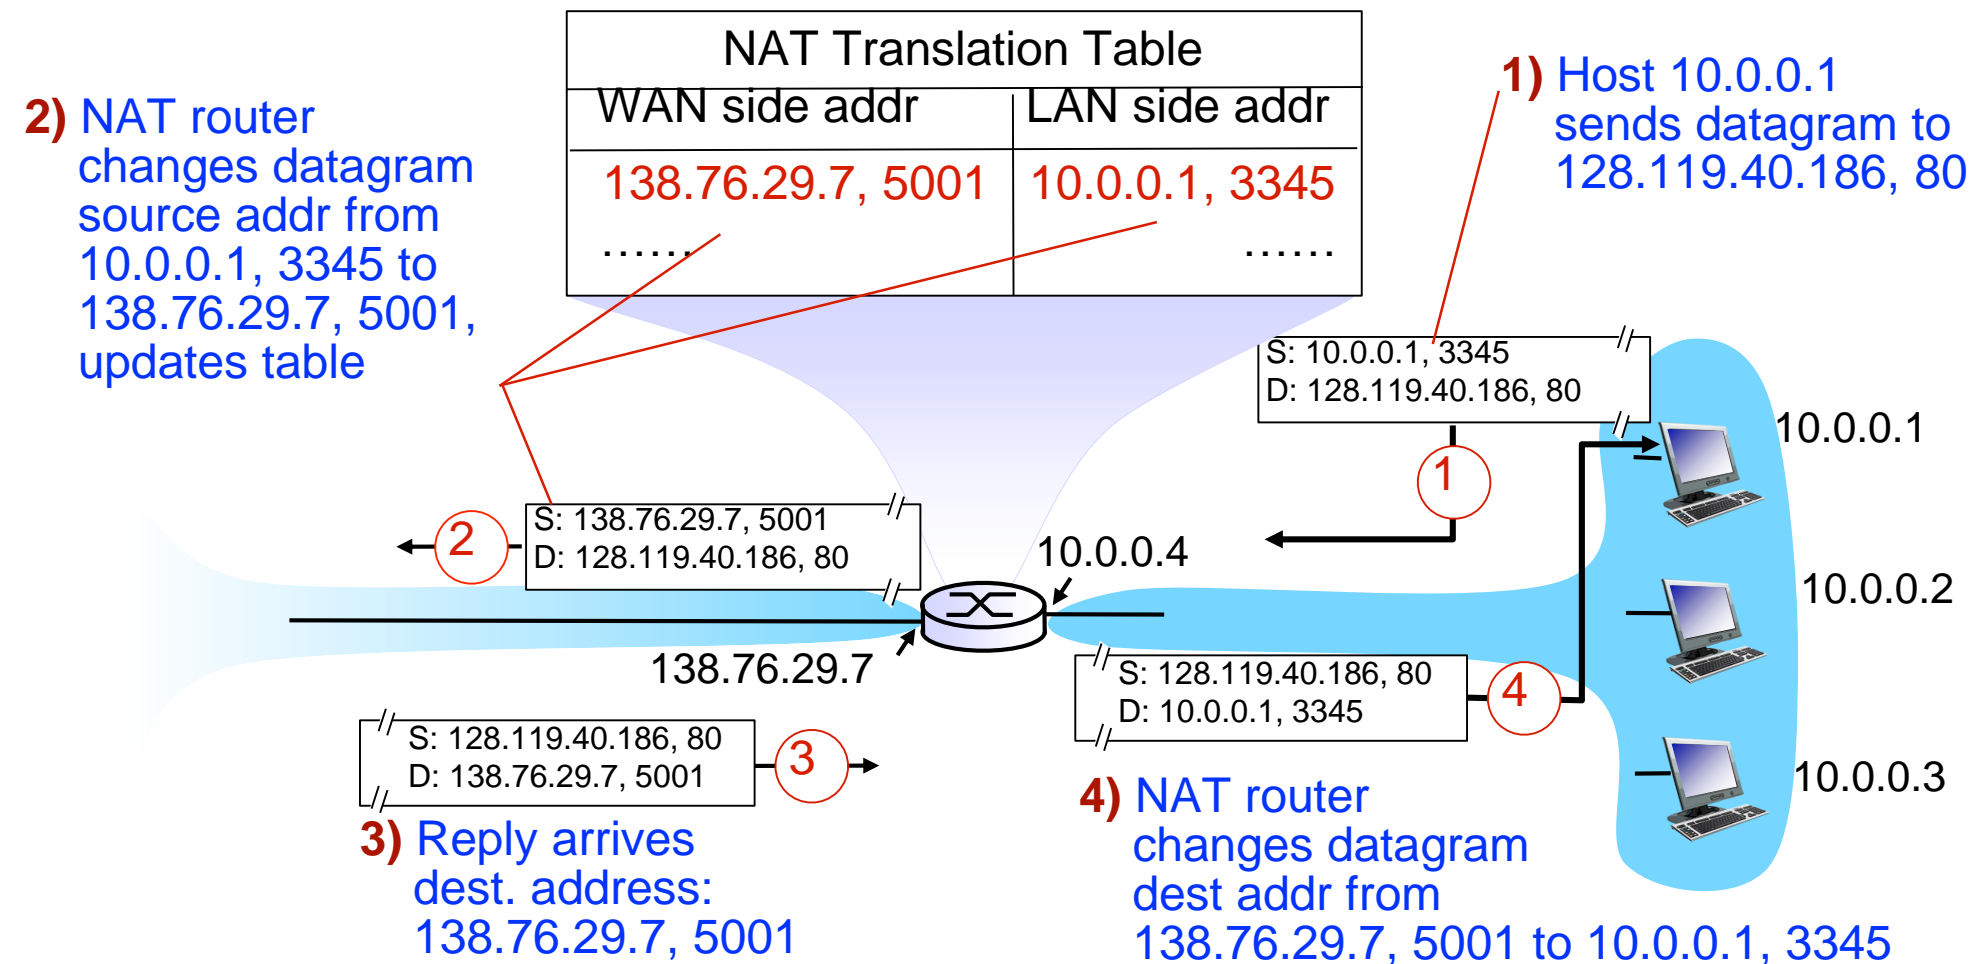 NAT Translation Table
WAN side addr LAN side addr
138.76.29.7, 5001 10.0.0.1, 3345
...... ......
1) Host 10.0.0.1
sends datagram to
128.119.40.186, 80
2) NAT router
changes datagram
source addr from
10.0.0.1, 3345 to
138.76.29.7, 5001,
updates table
S: 10.0.0.1, 3345
D: 128.119.40.186, 80
1
10.0.0.1
S: 138.76.29.7, 5001
D: 128.119.40.186, 80
2
10.0.0.4
10.0.0.2
138.76.29.7
S: 128.119.40.186, 80
D: 10.0.0.1, 3345
4
S: 128.119.40.186, 80
D: 138.76.29.7, 5001
3
10.0.0.3
3) Reply arrives
dest. address:
138.76.29.7, 5001
4) NAT router
changes datagram
dest addr from
138.76.29.7, 5001 to 10.0.0.1, 3345